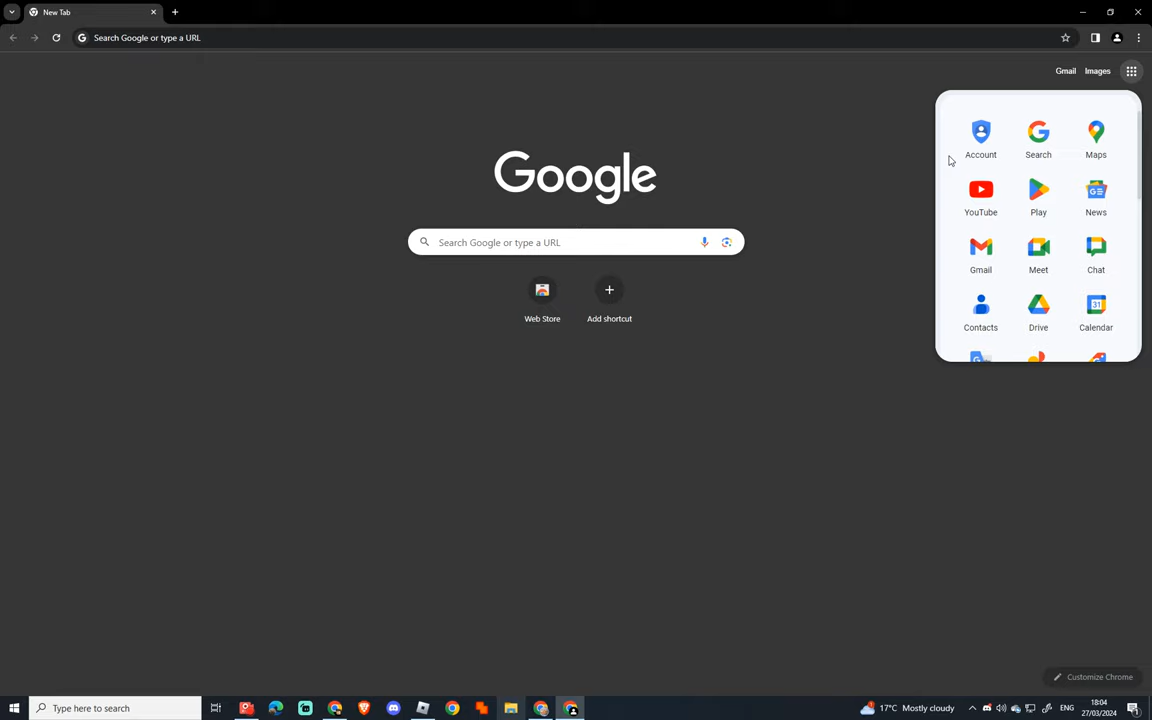 New Tab
Search Google or type a URL
Gmail Images
Account Search Maps
YouTube Play News
Gmail Meet Chat
31
Contacts Drive Calendar
Google
Search Google or type a URL
Web Store Add shortcut
Customize Chrome
Type here to search
17°C Mostly cloudy
ENG
18:04
27/03/2024